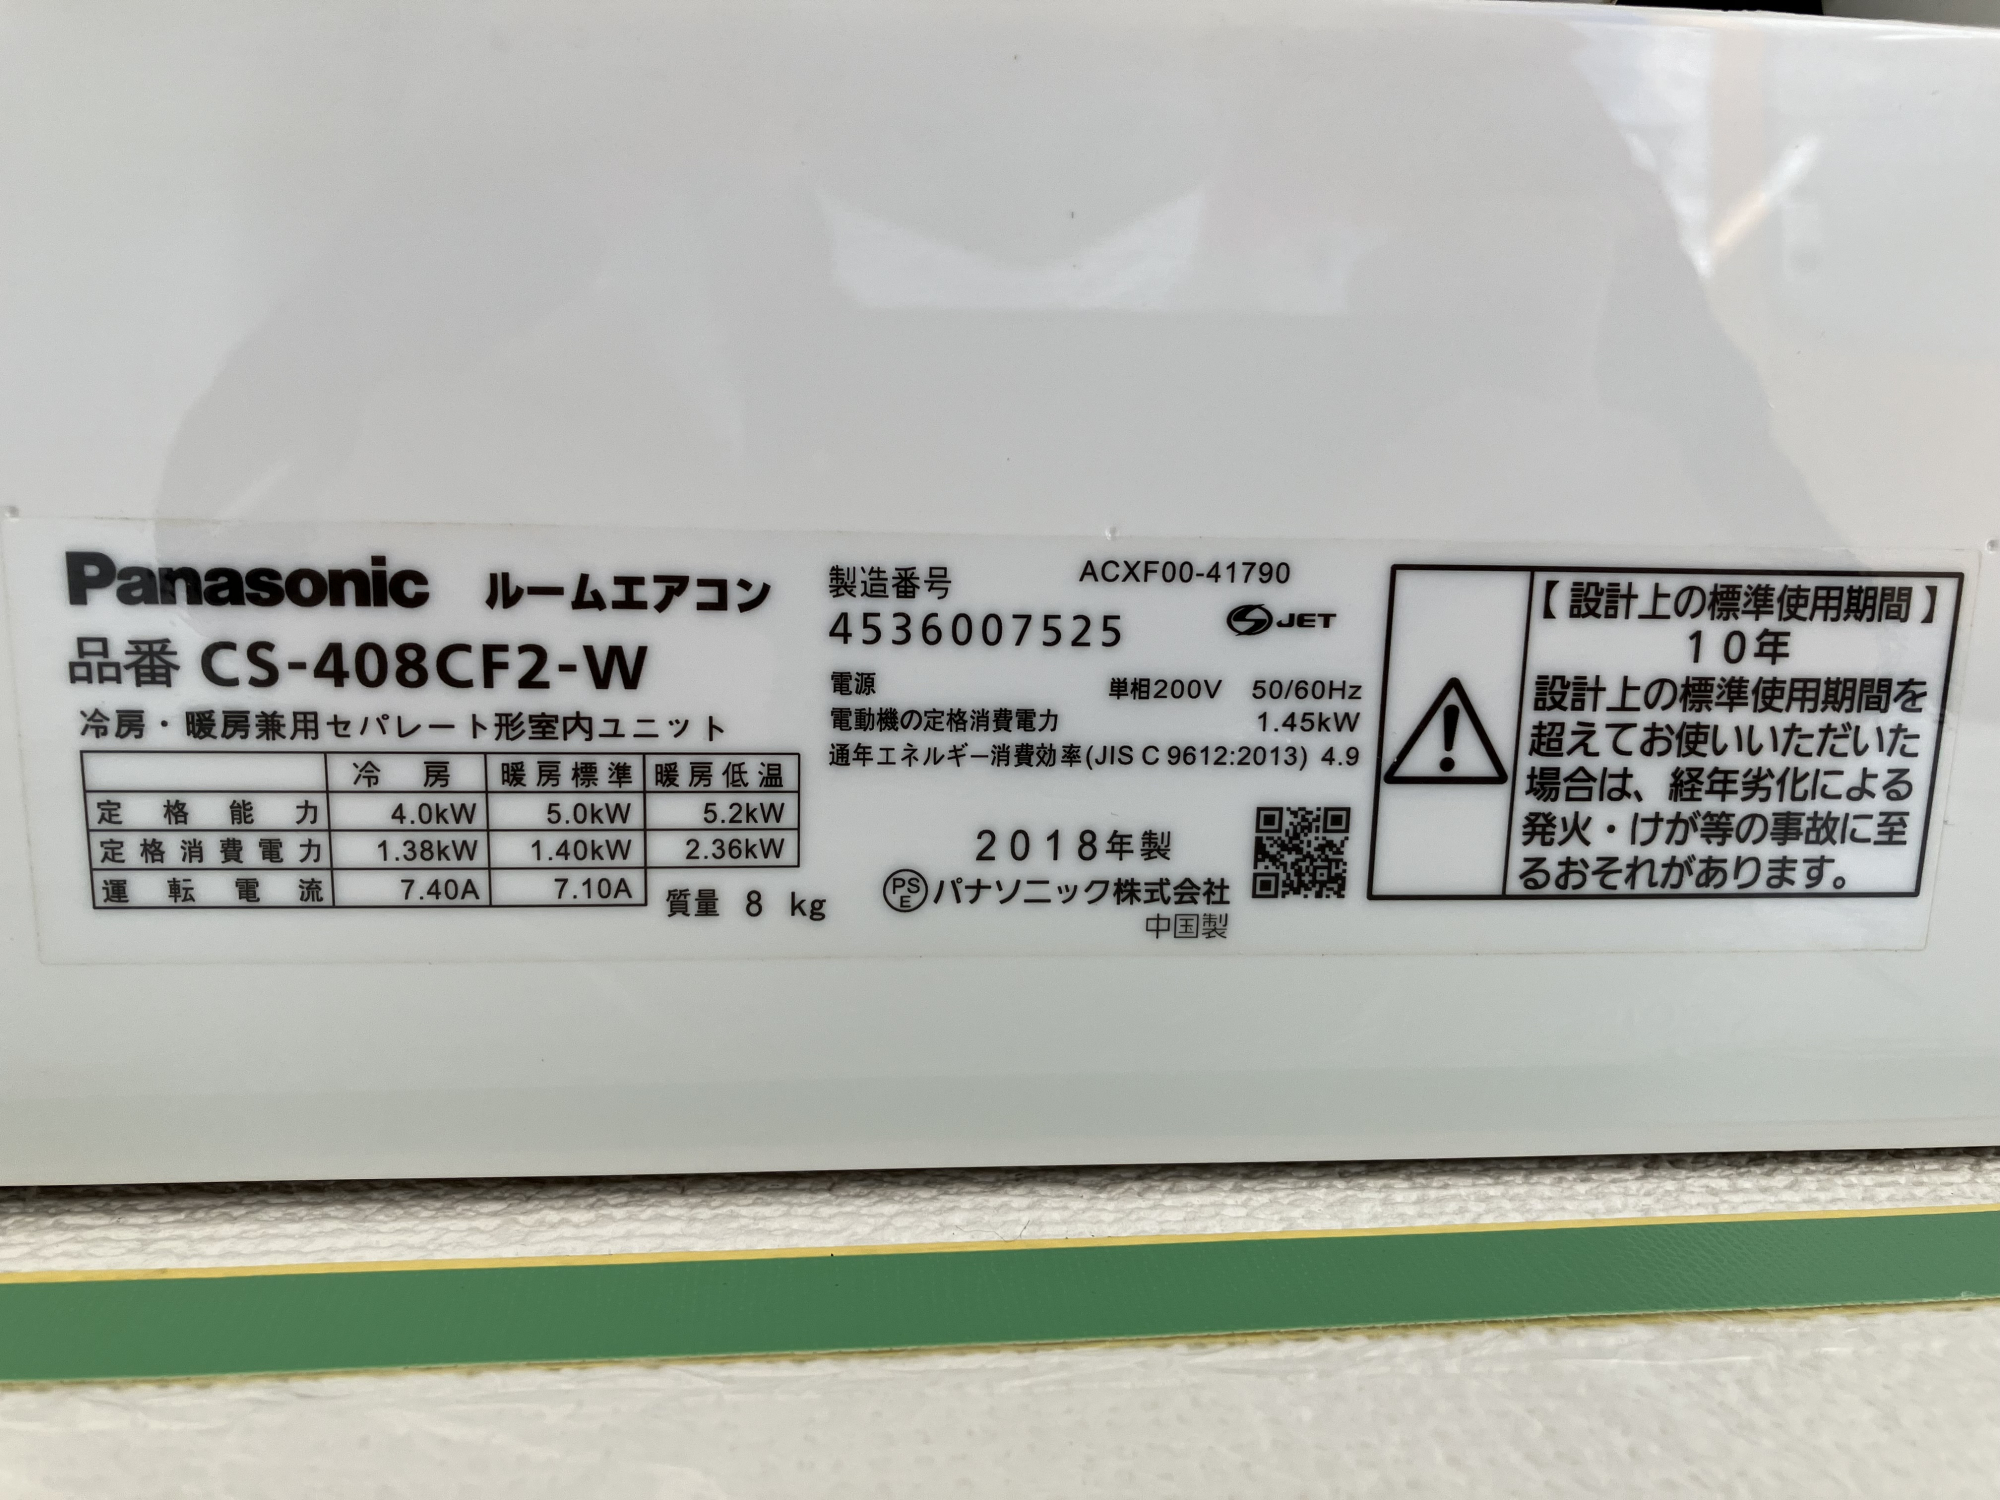 Panasonic ルームエアコン
品番 CS-408CF2-W
冷房・暖房兼用セパレート形室内ユニット
冷房 暖房標準 暖房低温
定格能力 4.0kW 5.0kW 5.2kW
定格消費電力 1.38kW 1.40kW 2.36kW
運転電流 7.40A 7.10A
質量 8 kg
製造番号 ACXF00-41790
4536007525 JET
電源 単相200V 50/60Hz
電動機の定格消費電力 1.45kW
通年エネルギー消費効率(JIS C 9612:2013) 4.9
2018年製
PSE パナソニック株式会社
中国製
【設計上の標準使用期間】
10年
設計上の標準使用期間を
超えてお使いいただいた
場合は、経年劣化による
発火・けが等の事故に至
るおそれがあります。